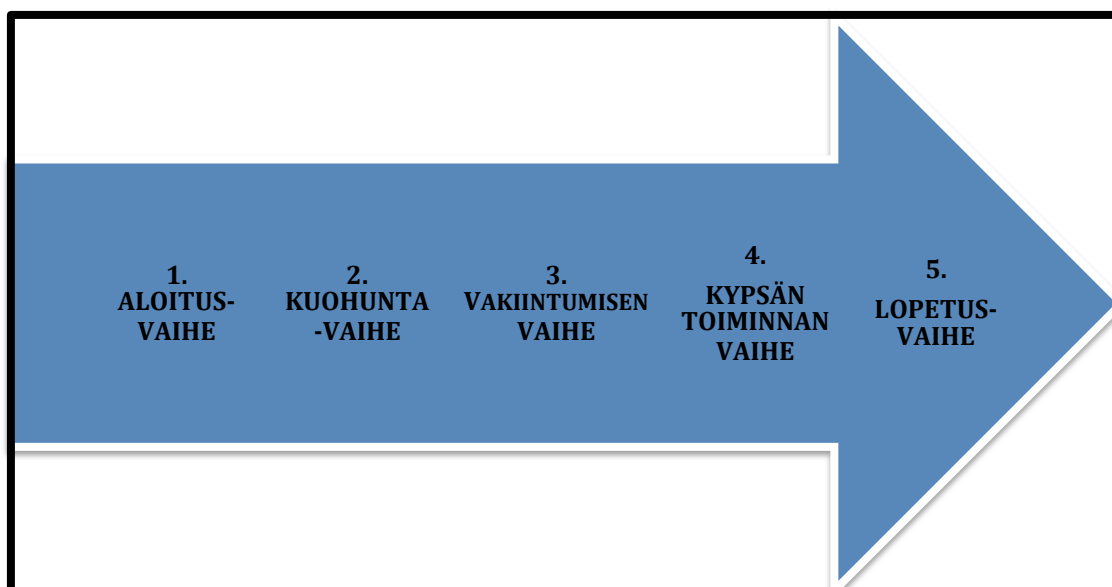 1.
ALOITUS-
VAIHE
2.
KUOHUNTA
-VAIHE
3.
VAKIINTUMISEN
VAIHE
4.
KYPSÄN
TOIMINNAN
VAIHE
5.
LOPETUS-
VAIHE